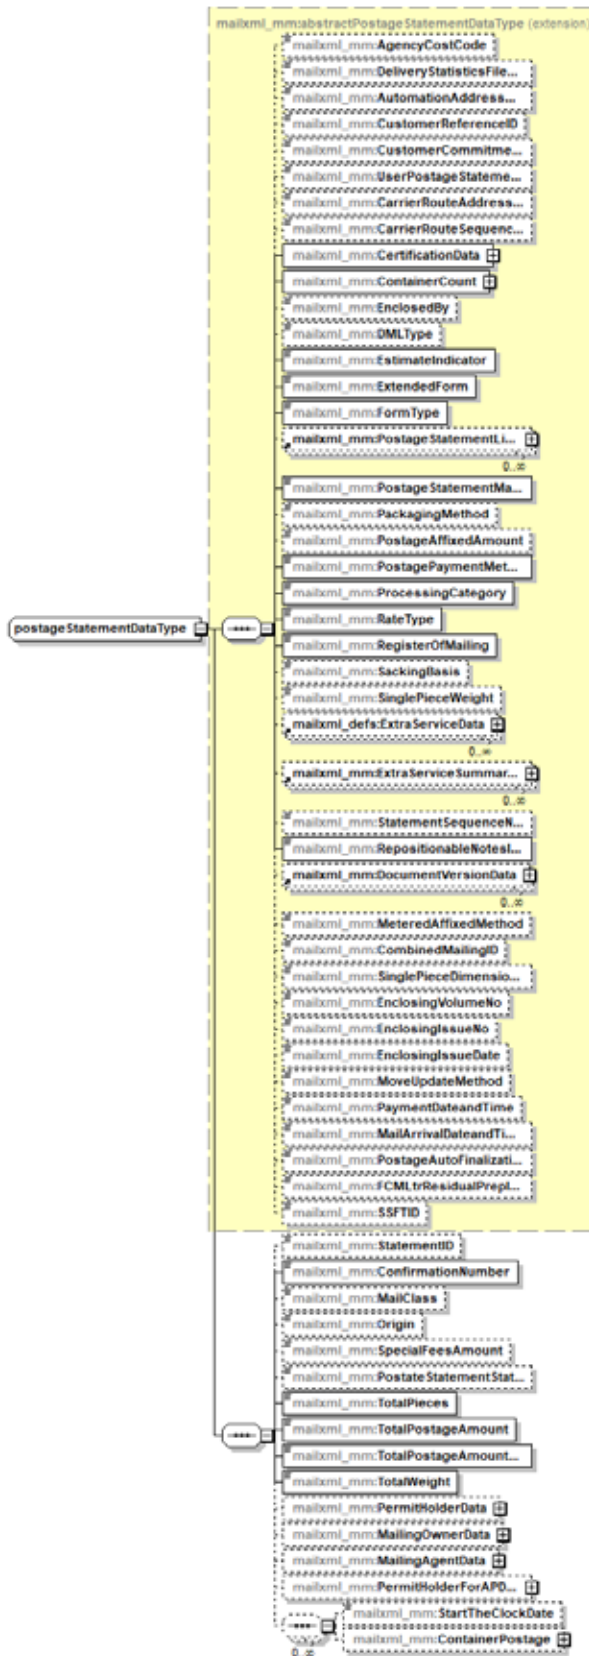 mailxml_mm:abstractPostageStatementDataType (extension)
mailxml_mm:AgencyCostCode
mailxml_mm:DeliveryStatisticsFile...
mailxml_mm:AutomationAddress...
mailxml_mm:CustomerReferenceID
mailxml_mm:CustomerCommitme...
mailxml_mm:UserPostageStateme...
mailxml_mm:CarrierRouteAddress...
mailxml_mm:CarrierRouteSequenc...
mailxml_mm:CertificationData
mailxml_mm:ContainerCount
mailxml_mm:EnclosedBy
mailxml_mm:DMLType
mailxml_mm:EstimateIndicator
mailxml_mm:ExtendedForm
mailxml_mm:FormType
mailxml_mm:PostageStatementLi...
0..∞
mailxml_mm:PostageStatementMa...
mailxml_mm:PackagingMethod
mailxml_mm:PostageAffixedAmount
mailxml_mm:PostagePaymentMet...
mailxml_mm:ProcessingCategory
mailxml_mm:RateType
postageStatementDataType
mailxml_mm:RegisterOfMailing
mailxml_mm:SackingBasis
mailxml_mm:SinglePieceWeight
mailxml_defs:ExtraServiceData
0..∞
mailxml_mm:ExtraServiceSummar...
0..∞
mailxml_mm:StatementSequenceN...
mailxml_mm:RepositionableNotesI...
mailxml_mm:DocumentVersionData
0..∞
mailxml_mm:MeteredAffixedMethod
mailxml_mm:CombinedMailingID
mailxml_mm:SinglePieceDimensio...
mailxml_mm:EnclosingVolumeNo
mailxml_mm:EnclosingIssueNo
mailxml_mm:EnclosingIssueDate
mailxml_mm:MoveUpdateMethod
mailxml_mm:PaymentDateandTime
mailxml_mm:MailArrivalDateandTi...
mailxml_mm:PostageAutoFinalizati...
mailxml_mm:FCMLtrResidualPrepI...
mailxml_mm:SSFTID
mailxml_mm:StatementID
mailxml_mm:ConfirmationNumber
mailxml_mm:MailClass
mailxml_mm:Origin
mailxml_mm:SpecialFeesAmount
mailxml_mm:PostateStatementStat...
mailxml_mm:TotalPieces
mailxml_mm:TotalPostageAmount
mailxml_mm:TotalPostageAmount...
mailxml_mm:TotalWeight
mailxml_mm:PermitHolderData
mailxml_mm:MailingOwnerData
mailxml_mm:MailingAgentData
mailxml_mm:PermitHolderForAPD...
mailxml_mm:StartTheClockDate
mailxml_mm:ContainerPostage
0..∞